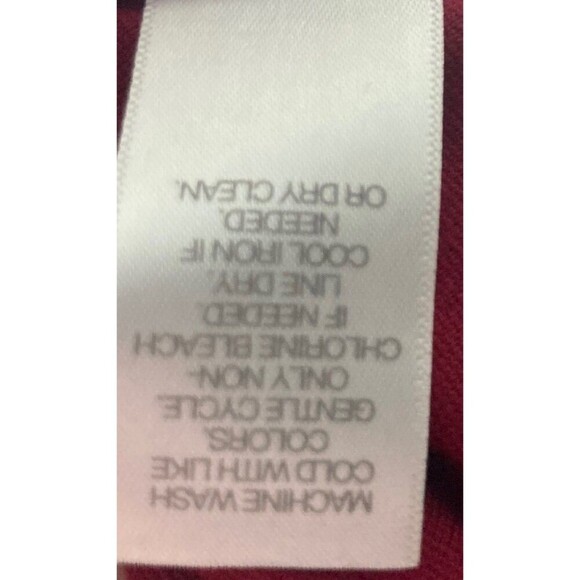 MACHINE WASH
COLD WITH LIKE
COLORS.
GENTLE CYCLE.
ONLY NON-
CHLORINE BLEACH
IF NEEDED.
LINE DRY.
COOL IRON IF
NEEDED.
OR DRY CLEAN.